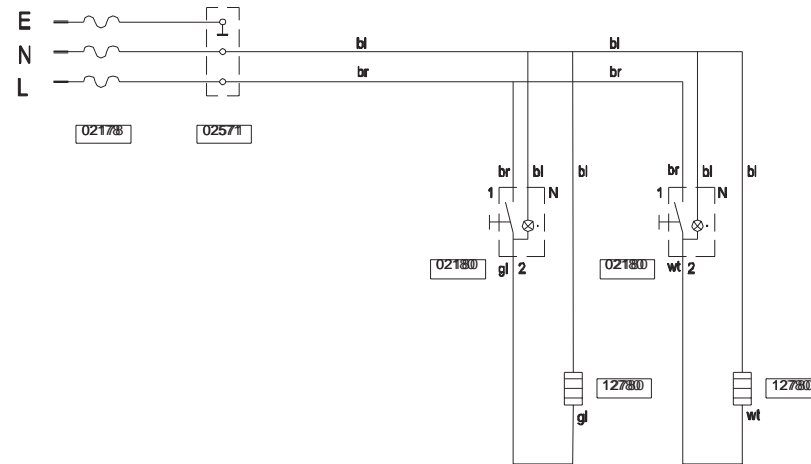 E
N bl bl
L br br
02178 02571
br bl bl br bl bl
1 N 1 N
02180 gl 2 02180 wt 2
12780 12780
gl wt